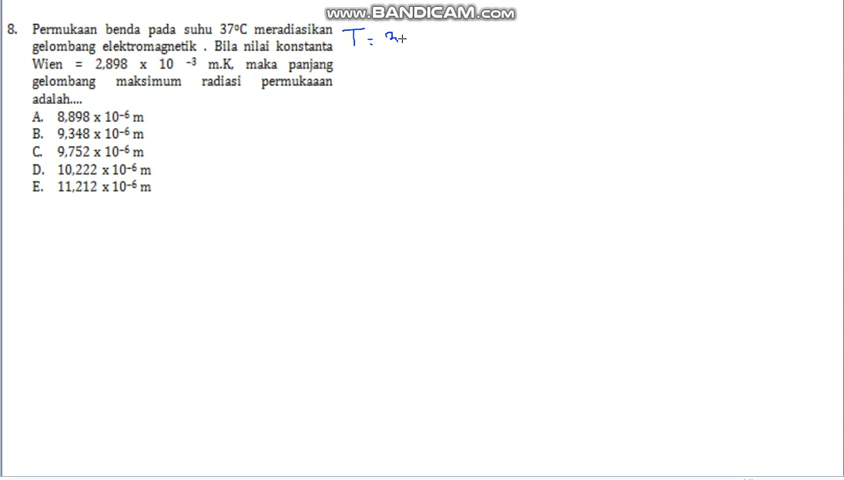 www.BANDICAM.com
8. Permukaan benda pada suhu 37⁰C meradiasikan
gelombang elektromagnetik . Bila nilai konstanta
Wien = 2,898 x 10 ⁻³ m.K, maka panjang
gelombang maksimum radiasi permukaaan
adalah....
A. 8,898 x 10⁻⁶ m
B. 9,348 x 10⁻⁶ m
C. 9,752 x 10⁻⁶ m
D. 10,222 x 10⁻⁶ m
E. 11,212 x 10⁻⁶ m
T = 3